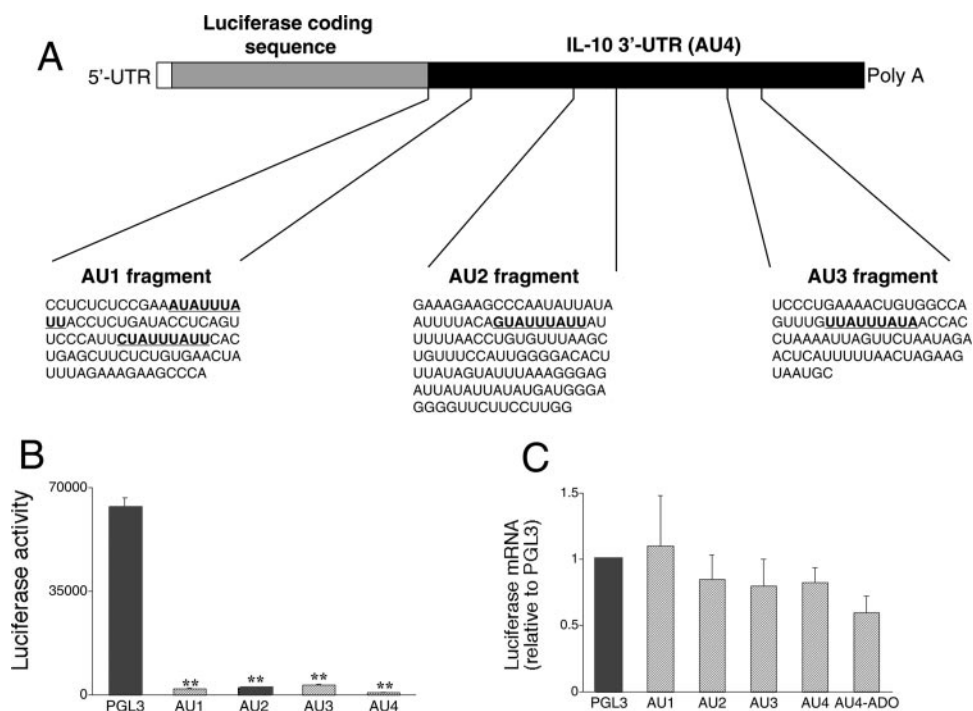 A
Luciferase coding
sequence
IL-10 3'-UTR (AU4)
5'-UTR
Poly A
AU1 fragment
CCUCUCUCCGAAAUAUUUA
UUACCUCUGAUACCUCAGU
UCCCAUUCUAUUUAUUCAC
UGAGCUUCUCUGUGAACUA
UUUAGAAAGAAGCCCA
AU2 fragment
GAAAGAAGCCCAAUAUUAUA
AUUUUACAGUAUUUAUUAU
UUUUAACCUGUGUUUAAGC
UGUUUCCAUUGGGGACACU
UUAUAGUAUUUAAAGGGAG
AUUAUAUUAUAUGAUGGGA
GGGGUUCUUCCUUGG
AU3 fragment
UCCCUGAAAACUGUGGCCA
GUUUGUUAUUUAUAACCAC
CUAAAAUUAGUUCUAAUAGA
ACUCAUUUUUAACUAGAAG
UAAUGC
B
Luciferase activity
70000
35000
0
**
**
**
**
PGL3 AU1 AU2 AU3 AU4
C
Luciferase mRNA
(relative to PGL3)
1.5
1
0.5
0
PGL3 AU1 AU2 AU3 AU4 AU4-ADO